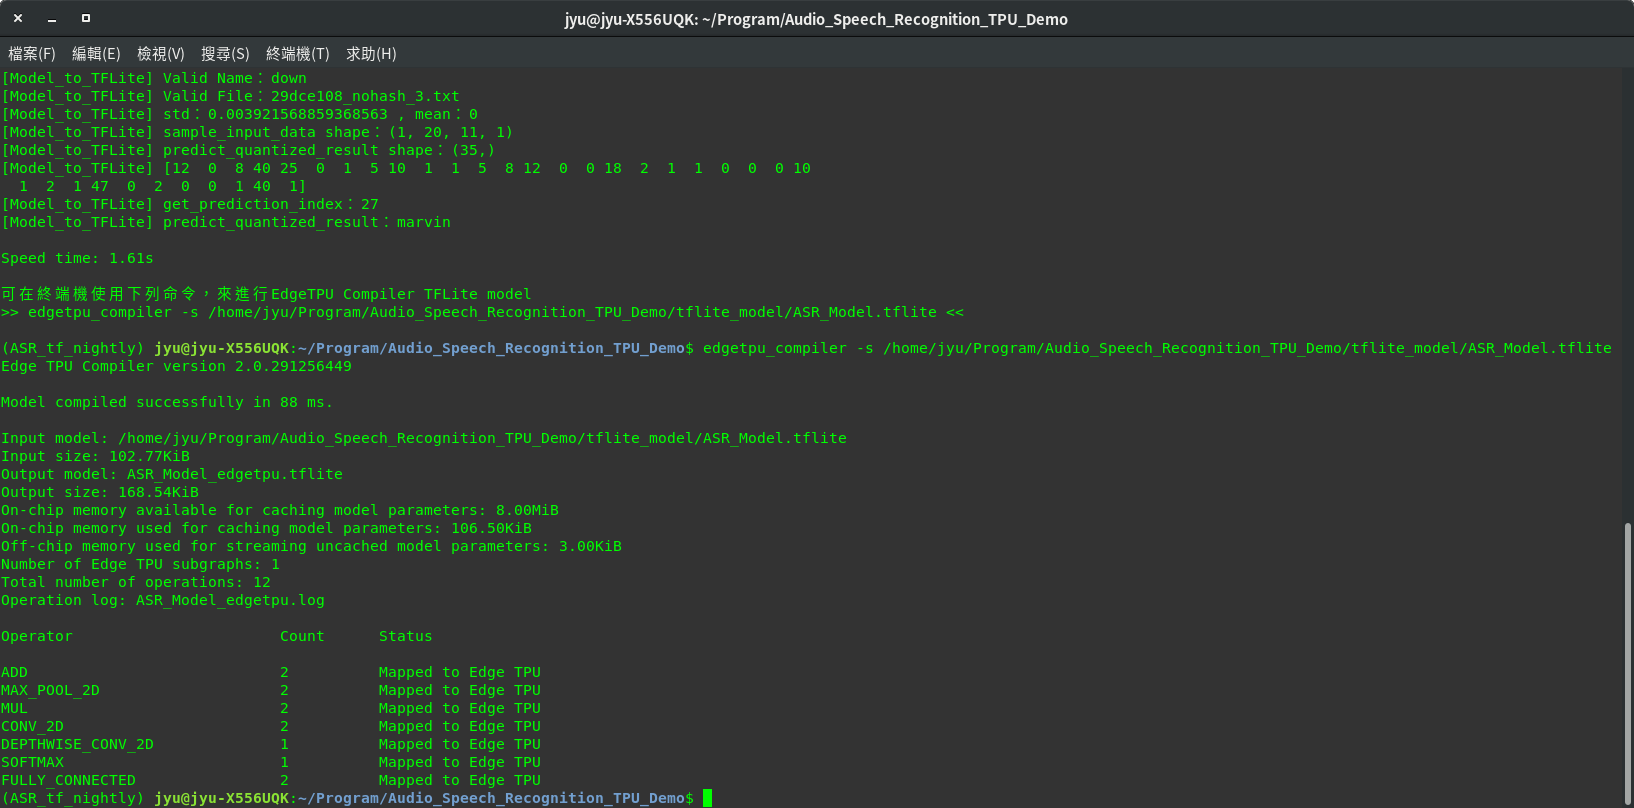 jyu@jyu-X556UQK: ~/Program/Audio_Speech_Recognition_TPU_Demo
檔案(F) 編輯(E) 檢視(V) 搜尋(S) 終端機(T) 求助(H)
[Model_to_TFLite] Valid Name：down
[Model_to_TFLite] Valid File：29dce108_nohash_3.txt
[Model_to_TFLite] std：0.003921568859368563 , mean：0
[Model_to_TFLite] sample_input_data shape：(1, 20, 11, 1)
[Model_to_TFLite] predict_quantized_result shape：(35,)
[Model_to_TFLite] [12  0  8 40 25  0  1  5 10  1  1  5  8 12  0  0 18  2  1  1  0  0  0 10
  1  2  1 47  0  2  0  0  1 40  1]
[Model_to_TFLite] get_prediction_index：27
[Model_to_TFLite] predict_quantized_result：marvin
Speed time: 1.61s
可在終端機使用下列命令，來進行EdgeTPU Compiler TFLite model
>> edgetpu_compiler -s /home/jyu/Program/Audio_Speech_Recognition_TPU_Demo/tflite_model/ASR_Model.tflite <<
(ASR_tf_nightly) jyu@jyu-X556UQK:~/Program/Audio_Speech_Recognition_TPU_Demo$ edgetpu_compiler -s /home/jyu/Program/Audio_Speech_Recognition_TPU_Demo/tflite_model/ASR_Model.tflite
Edge TPU Compiler version 2.0.291256449
Model compiled successfully in 88 ms.
Input model: /home/jyu/Program/Audio_Speech_Recognition_TPU_Demo/tflite_model/ASR_Model.tflite
Input size: 102.77KiB
Output model: ASR_Model_edgetpu.tflite
Output size: 168.54KiB
On-chip memory available for caching model parameters: 8.00MiB
On-chip memory used for caching model parameters: 106.50KiB
Off-chip memory used for streaming uncached model parameters: 3.00KiB
Number of Edge TPU subgraphs: 1
Total number of operations: 12
Operation log: ASR_Model_edgetpu.log
Operator                       Count      Status
ADD                            2          Mapped to Edge TPU
MAX_POOL_2D                    2          Mapped to Edge TPU
MUL                            2          Mapped to Edge TPU
CONV_2D                        2          Mapped to Edge TPU
DEPTHWISE_CONV_2D              1          Mapped to Edge TPU
SOFTMAX                        1          Mapped to Edge TPU
FULLY_CONNECTED                2          Mapped to Edge TPU
(ASR_tf_nightly) jyu@jyu-X556UQK:~/Program/Audio_Speech_Recognition_TPU_Demo$